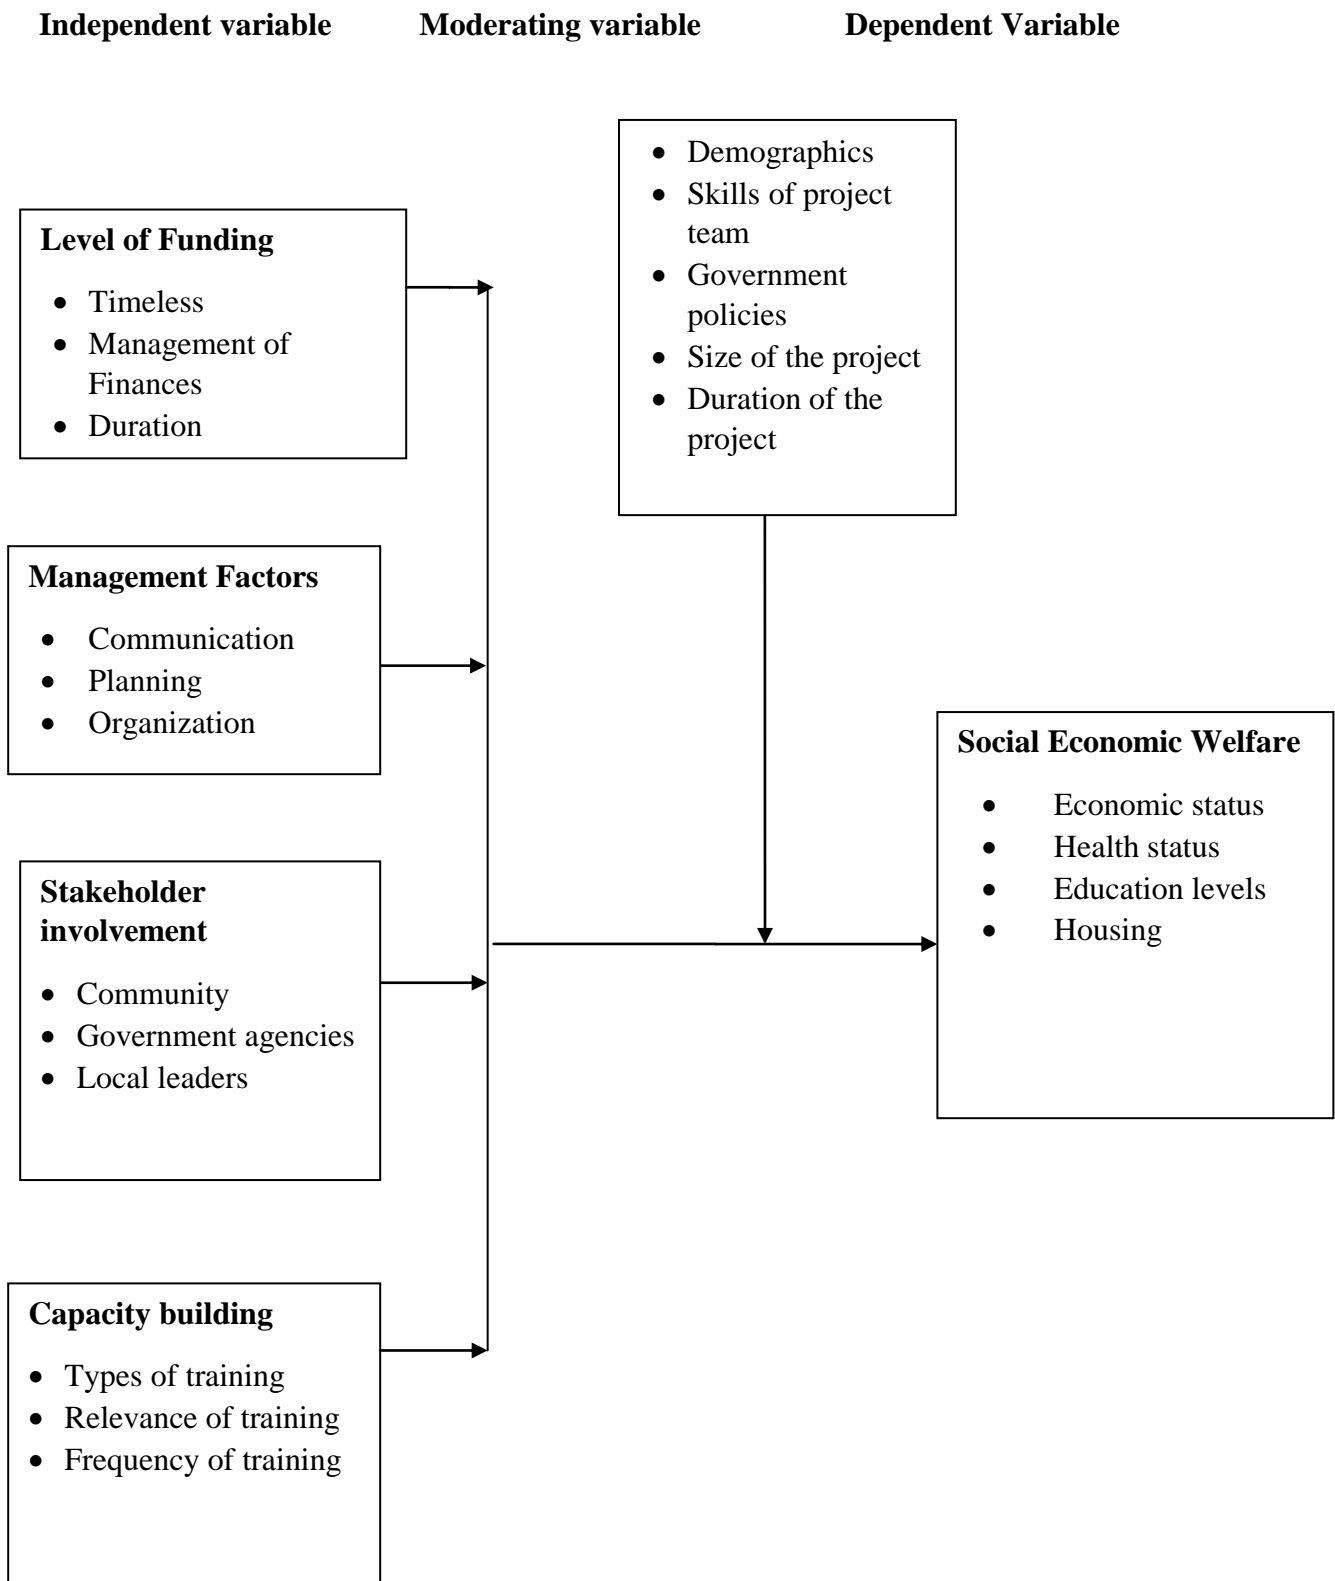 Independent variable Moderating variable Dependent Variable
• Demographics
• Skills of project
team
• Government
policies
• Size of the project
• Duration of the
project
Level of Funding
• Timeless
• Management of
Finances
• Duration
Management Factors
• Communication
• Planning
• Organization
Stakeholder
involvement
• Community
• Government agencies
• Local leaders
Capacity building
• Types of training
• Relevance of training
• Frequency of training
Social Economic Welfare
• Economic status
• Health status
• Education levels
• Housing